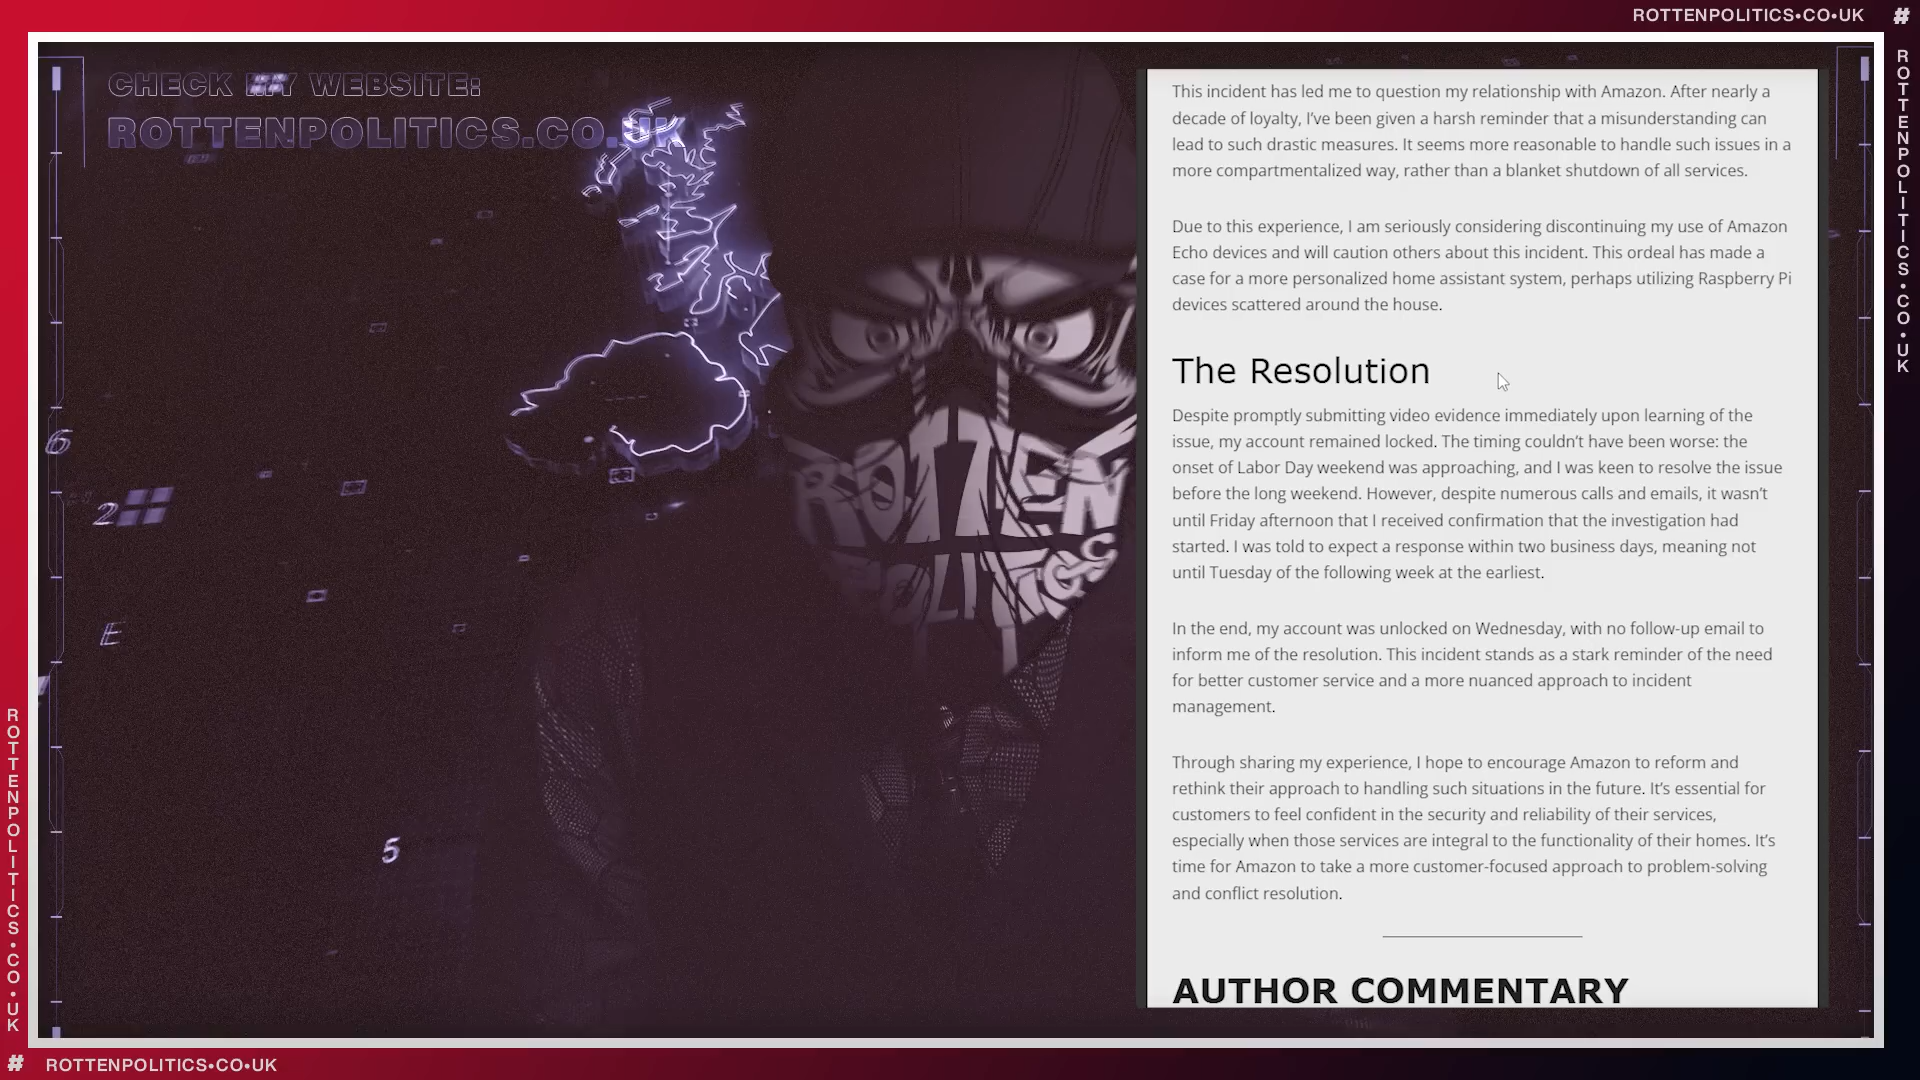 ROTTENPOLITICS•CO•UK #
CHECK MY WEBSITE:
ROTTENPOLITICS.CO.UK
ROTTENPOLITICS•CO•UK
6
2
E
5
ROTTEN
POLITICS
This incident has led me to question my relationship with Amazon. After nearly a
decade of loyalty, I’ve been given a harsh reminder that a misunderstanding can
lead to such drastic measures. It seems more reasonable to handle such issues in a
more compartmentalized way, rather than a blanket shutdown of all services.
Due to this experience, I am seriously considering discontinuing my use of Amazon
Echo devices and will caution others about this incident. This ordeal has made a
case for a more personalized home assistant system, perhaps utilizing Raspberry Pi
devices scattered around the house.
The Resolution
Despite promptly submitting video evidence immediately upon learning of the
issue, my account remained locked. The timing couldn’t have been worse: the
onset of Labor Day weekend was approaching, and I was keen to resolve the issue
before the long weekend. However, despite numerous calls and emails, it wasn’t
until Friday afternoon that I received confirmation that the investigation had
started. I was told to expect a response within two business days, meaning not
until Tuesday of the following week at the earliest.
In the end, my account was unlocked on Wednesday, with no follow-up email to
inform me of the resolution. This incident stands as a stark reminder of the need
for better customer service and a more nuanced approach to incident
management.
Through sharing my experience, I hope to encourage Amazon to reform and
rethink their approach to handling such situations in the future. It’s essential for
customers to feel confident in the security and reliability of their services,
especially when those services are integral to the functionality of their homes. It’s
time for Amazon to take a more customer-focused approach to problem-solving
and conflict resolution.
AUTHOR COMMENTARY
ROTTENPOLITICS•CO•UK
# ROTTENPOLITICS•CO•UK